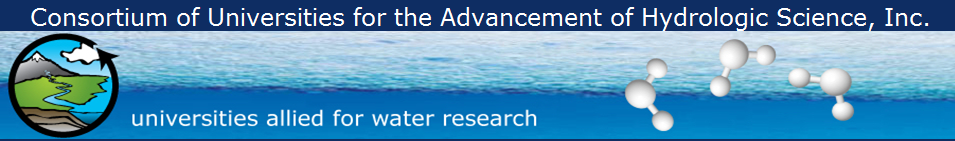 Consortium of Universities for the Advancement of Hydrologic Science, Inc.
universities allied for water research